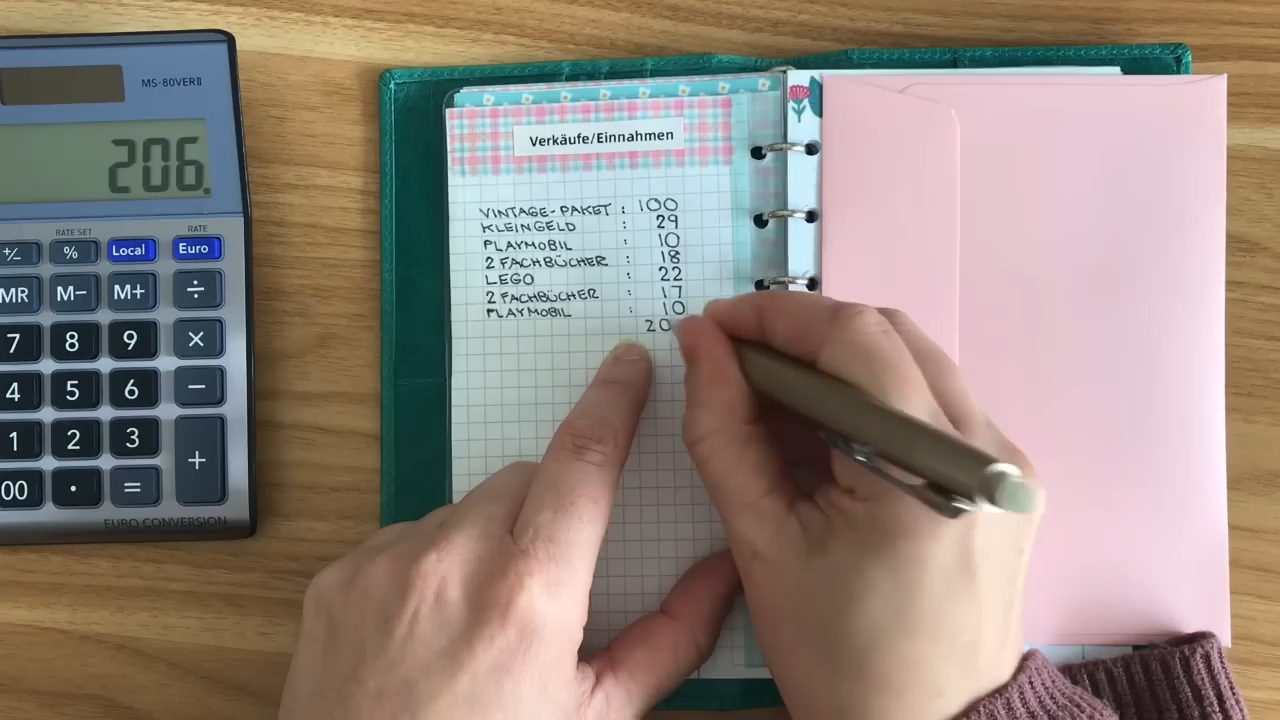 MS-80VERII
206.
RATE SET
RATE
+/−
%
Local
Euro
MR
M−
M+
÷
7
8
9
×
4
5
6
−
1
2
3
+
00
·
=
EURO CONVERSION
Verkäufe/Einnahmen
VINTAGE-PAKET : 100
KLEINGELD : 29
PLAYMOBIL : 10
2 FACHBÜCHER : 18
LEGO : 22
2 FACHBÜCHER : 17
PLAYMOBIL : 10
20